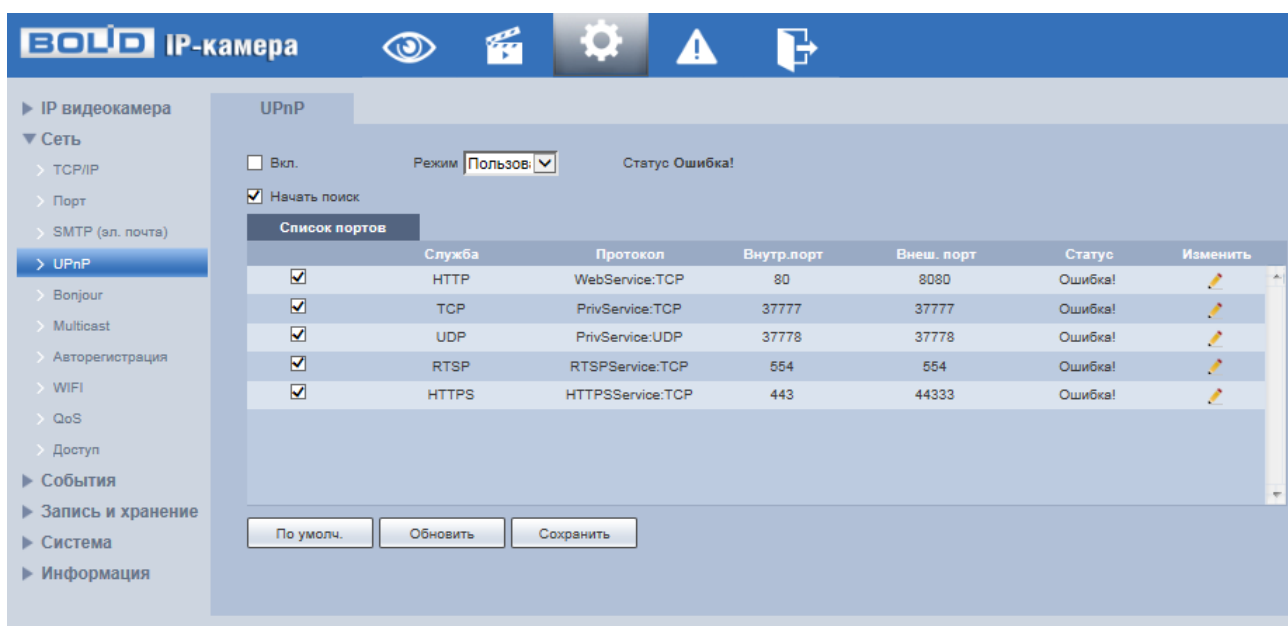 BOLID IP-камера
IP видеокамера
Сеть
TCP/IP
Порт
SMTP (эл. почта)
UPnP
Bonjour
Multicast
Авторегистрация
WIFI
QoS
Доступ
События
Запись и хранение
Система
Информация
UPnP
Вкл. Режим Пользов Статус Ошибка!
Начать поиск
Список портов
Служба Протокол Внутр.порт Внеш. порт Статус Изменить
HTTP WebService:TCP 80 8080 Ошибка!
TCP PrivService:TCP 37777 37777 Ошибка!
UDP PrivService:UDP 37778 37778 Ошибка!
RTSP RTSPService:TCP 554 554 Ошибка!
HTTPS HTTPSService:TCP 443 44333 Ошибка!
По умолч. Обновить Сохранить